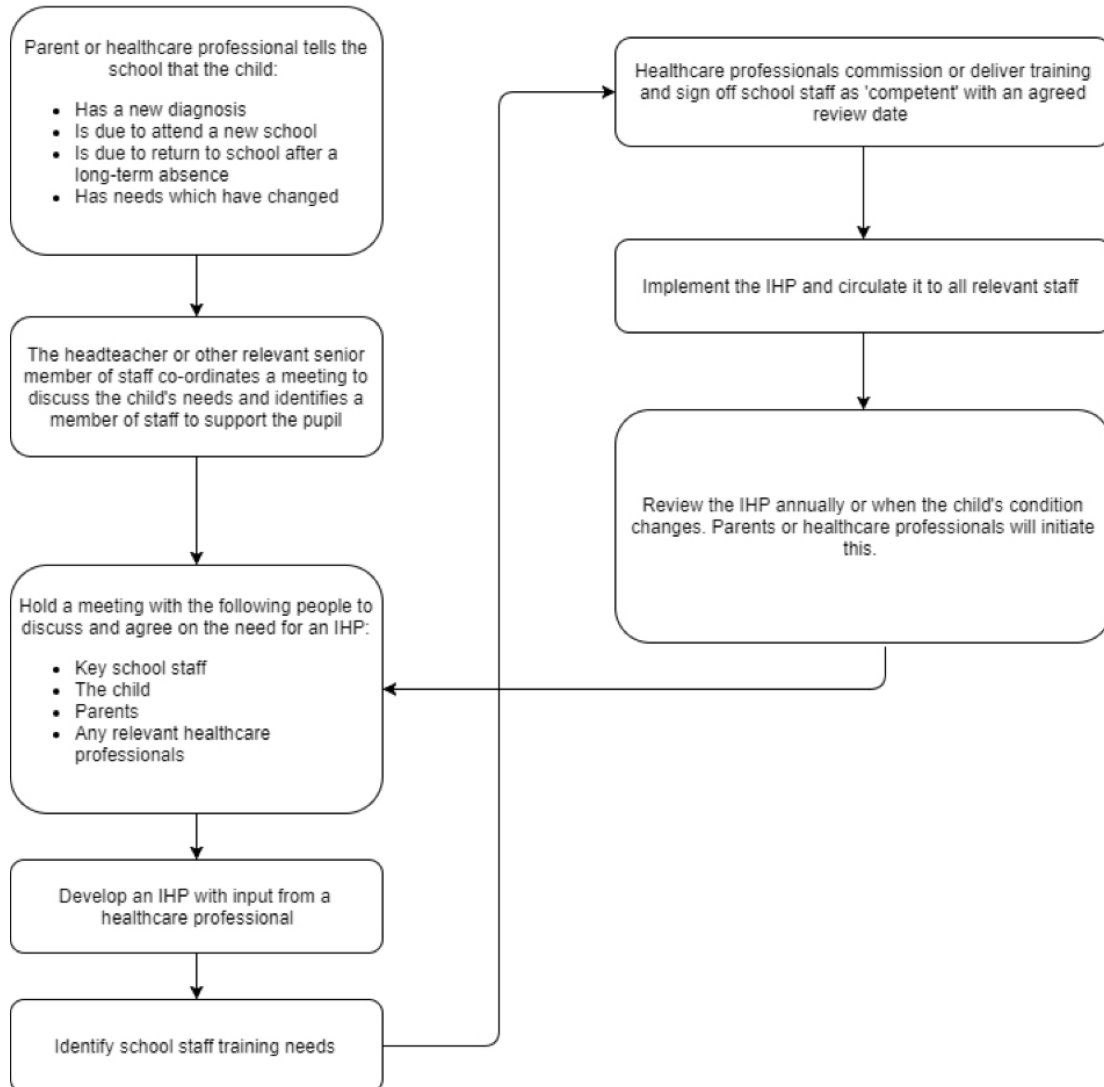 Parent or healthcare professional tells the
school that the child:
• Has a new diagnosis
• Is due to attend a new school
• Is due to return to school after a
long-term absence
• Has needs which have changed
The headteacher or other relevant senior
member of staff co-ordinates a meeting to
discuss the child's needs and identifies a
member of staff to support the pupil
Hold a meeting with the following people to
discuss and agree on the need for an IHP:
• Key school staff
• The child
• Parents
• Any relevant healthcare
professionals
Develop an IHP with input from a
healthcare professional
Identify school staff training needs
Healthcare professionals commission or deliver training
and sign off school staff as 'competent' with an agreed
review date
Implement the IHP and circulate it to all relevant staff
Review the IHP annually or when the child's condition
changes. Parents or healthcare professionals will initiate
this.